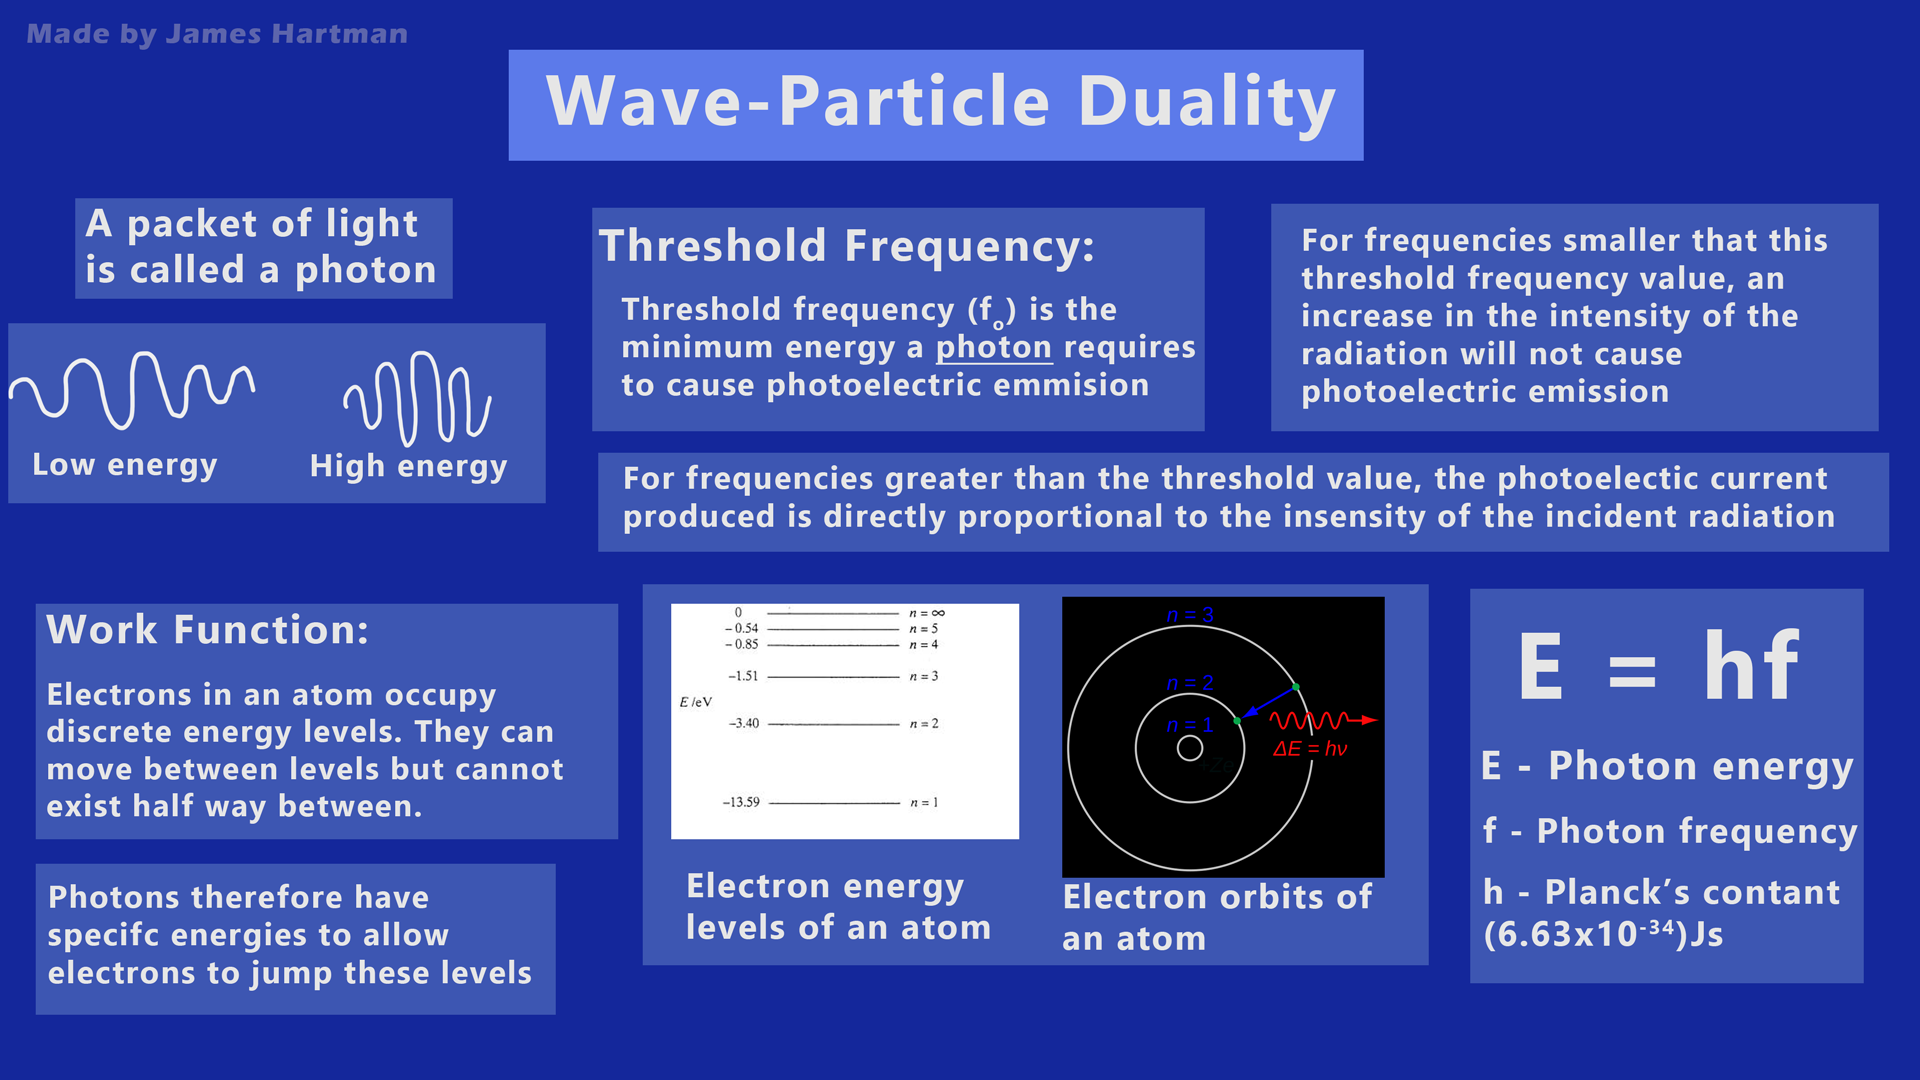 Made by James Hartman
Wave-Particle Duality
A packet of light
is called a photon
Low energy
High energy
Threshold Frequency:
Threshold frequency (fo) is the
minimum energy a photon requires
to cause photoelectric emmision
For frequencies smaller that this
threshold frequency value, an
increase in the intensity of the
radiation will not cause
photoelectric emission
For frequencies greater than the threshold value, the photoelectic current
produced is directly proportional to the insensity of the incident radiation
Work Function:
Electrons in an atom occupy
discrete energy levels. They can
move between levels but cannot
exist half way between.
Photons therefore have
specifc energies to allow
electrons to jump these levels
0 n = ∞
– 0.54 n = 5
– 0.85 n = 4
–1.51 n = 3
E /eV
–3.40 n = 2
–13.59 n = 1
Electron energy
levels of an atom
n = 3
n = 2
n = 1
ΔE = hν
+Ze
Electron orbits of
an atom
E = hf
E - Photon energy
f - Photon frequency
h - Planck’s contant
(6.63x10⁻³⁴)Js